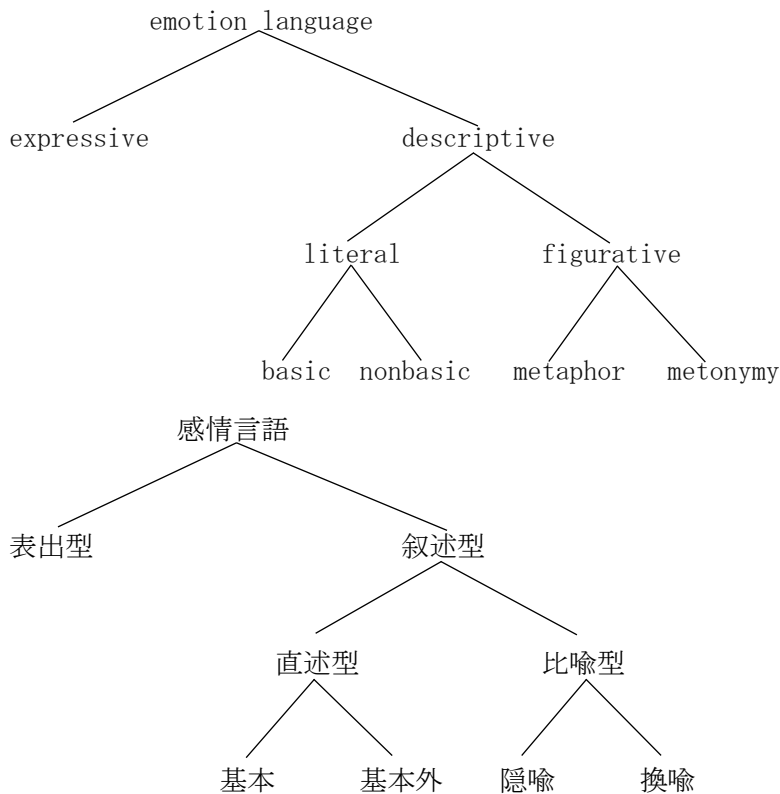 emotion language
expressive descriptive
literal figurative
basic nonbasic metaphor metonymy
感情言語
表出型 叙述型
直述型 比喩型
基本 基本外 隠喩 換喩